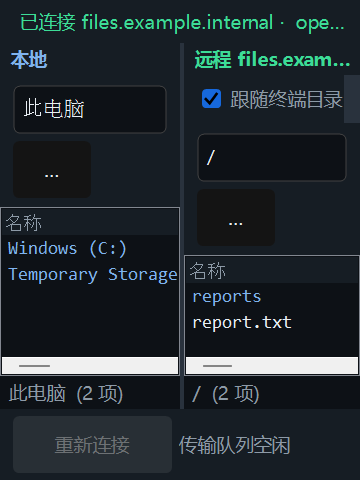 已连接 files.example.internal · ope...
本地
此电脑
...
名称
Windows (C:)
Temporary Storage
此电脑 (2 项)
远程 files.exam...
跟随终端目录
/
...
名称
reports
report.txt
/ (2 项)
重新连接
传输队列空闲